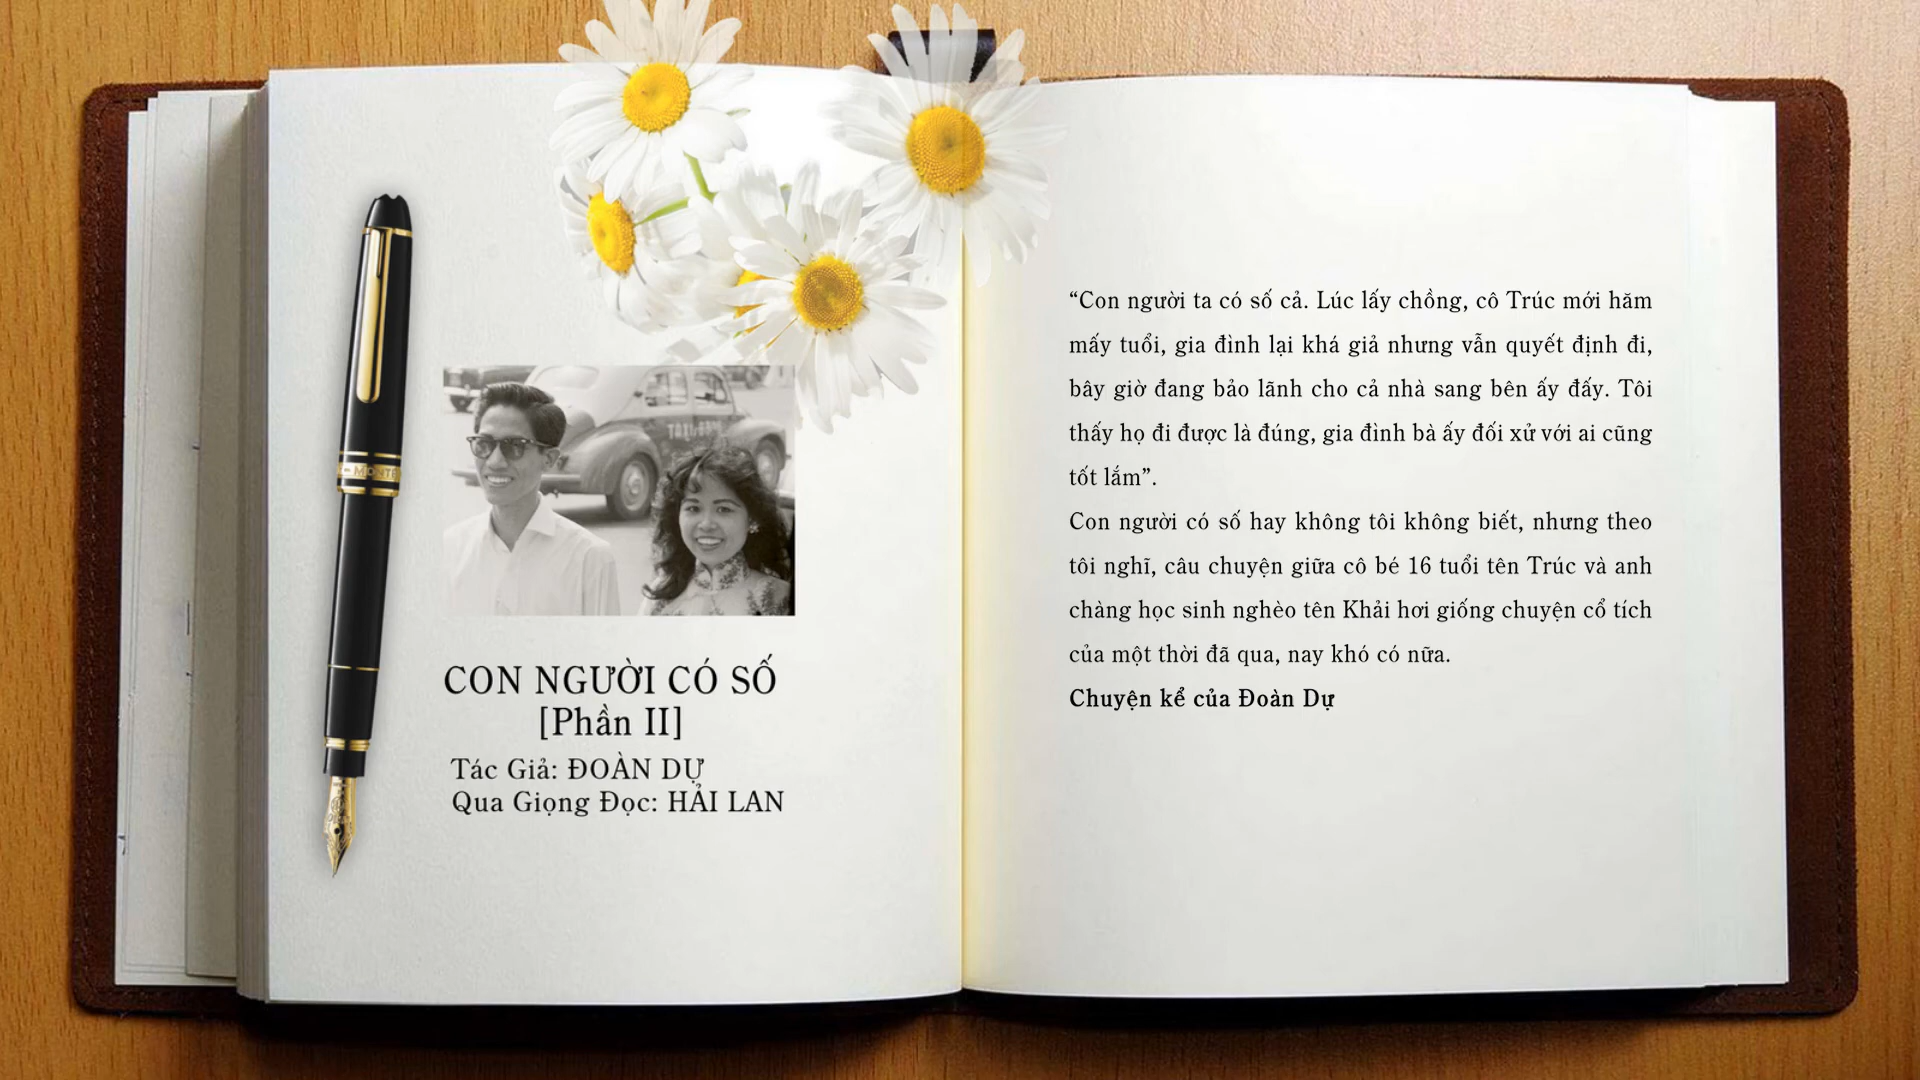 MONTE
TAXI
CON NGƯỜI CÓ SỐ
[Phần II]
Tác Giả: ĐOÀN DỰ
Qua Giọng Đọc: HẢI LAN
“Con người ta có số cả. Lúc lấy chồng, cô Trúc mới hăm
mấy tuổi, gia đình lại khá giả nhưng vẫn quyết định đi,
bây giờ đang bảo lãnh cho cả nhà sang bên ấy đấy. Tôi
thấy họ đi được là đúng, gia đình bà ấy đối xử với ai cũng
tốt lắm”.
Con người có số hay không tôi không biết, nhưng theo
tôi nghĩ, câu chuyện giữa cô bé 16 tuổi tên Trúc và anh
chàng học sinh nghèo tên Khải hơi giống chuyện cổ tích
của một thời đã qua, nay khó có nữa.
Chuyện kể của Đoàn Dự